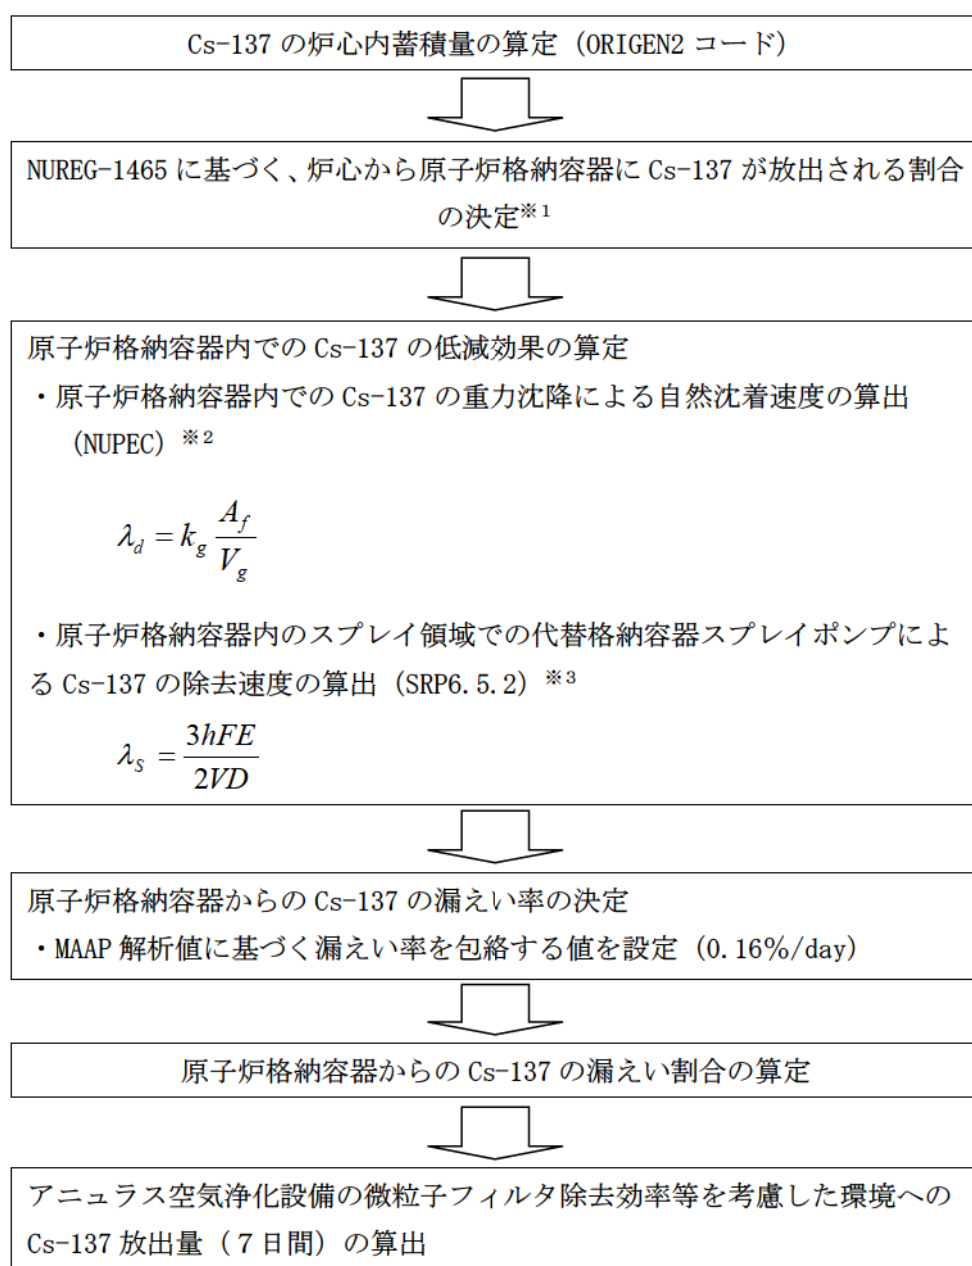 Cs-137 の炉心内蓄積量の算定（ORIGEN2 コード）
NUREG-1465 に基づく、炉心から原子炉格納容器に Cs-137 が放出される割合
の決定※1
原子炉格納容器内での Cs-137 の低減効果の算定
・原子炉格納容器内での Cs-137 の重力沈降による自然沈着速度の算出
（NUPEC）※2
λ_d = k_g A_f / V_g
・原子炉格納容器内のスプレイ領域での代替格納容器スプレイポンプによ
る Cs-137 の除去速度の算出（SRP6.5.2）※3
λ_S = 3hFE / 2VD
原子炉格納容器からの Cs-137 の漏えい率の決定
・MAAP 解析値に基づく漏えい率を包絡する値を設定（0.16%/day）
原子炉格納容器からの Cs-137 の漏えい割合の算定
アニュラス空気浄化設備の微粒子フィルタ除去効率等を考慮した環境への
Cs-137 放出量（７日間）の算出